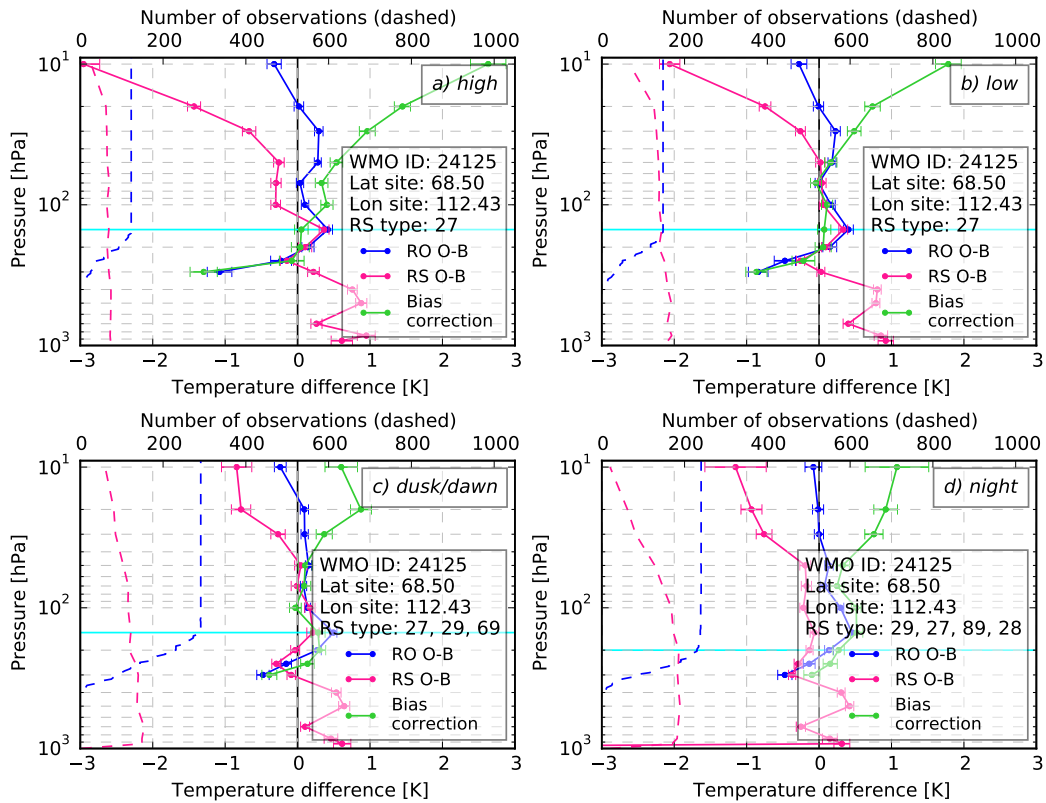 Number of observations (dashed)
0 200 400 600 800 1000
10^1
10^2
10^3
Pressure [hPa]
a) high
WMO ID: 24125
Lat site: 68.50
Lon site: 112.43
RS type: 27
RO O-B
RS O-B
Bias
correction
−3 −2 −1 0 1 2 3
Temperature difference [K]
Number of observations (dashed)
0 200 400 600 800 1000
10^1
10^2
10^3
Pressure [hPa]
b) low
WMO ID: 24125
Lat site: 68.50
Lon site: 112.43
RS type: 27
RO O-B
RS O-B
Bias
correction
−3 −2 −1 0 1 2 3
Temperature difference [K]
Number of observations (dashed)
0 200 400 600 800 1000
10^1
10^2
10^3
Pressure [hPa]
c) dusk/dawn
WMO ID: 24125
Lat site: 68.50
Lon site: 112.43
RS type: 27, 29, 69
RO O-B
RS O-B
Bias
correction
−3 −2 −1 0 1 2 3
Temperature difference [K]
Number of observations (dashed)
0 200 400 600 800 1000
10^1
10^2
10^3
Pressure [hPa]
d) night
WMO ID: 24125
Lat site: 68.50
Lon site: 112.43
RS type: 29, 27, 89, 28
RO O-B
RS O-B
Bias
correction
−3 −2 −1 0 1 2 3
Temperature difference [K]